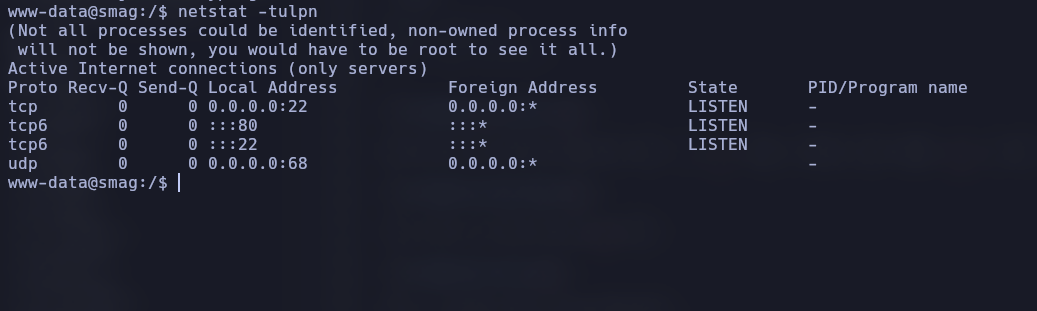 www-data@smag:/$ netstat -tulpn
(Not all processes could be identified, non-owned process info
 will not be shown, you would have to be root to see it all.)
Active Internet connections (only servers)
Proto Recv-Q Send-Q Local Address           Foreign Address         State       PID/Program name
tcp        0      0 0.0.0.0:22              0.0.0.0:*               LISTEN      -
tcp6       0      0 :::80                   :::*                    LISTEN      -
tcp6       0      0 :::22                   :::*                    LISTEN      -
udp        0      0 0.0.0.0:68              0.0.0.0:*                           -
www-data@smag:/$